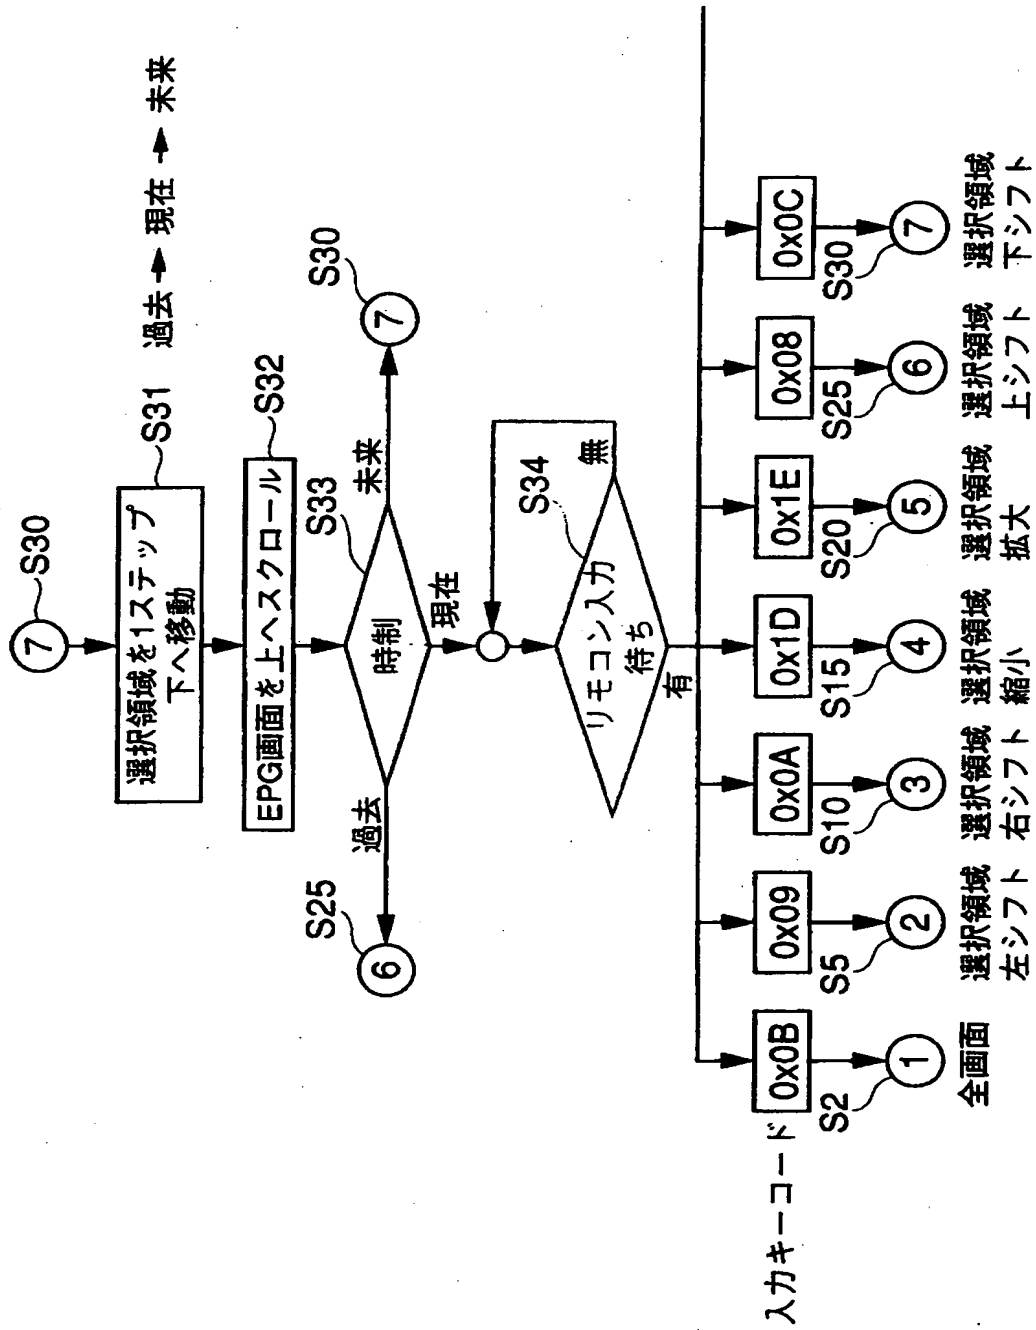 7
S30
選択領域を1ステップ
下へ移動
S31
過去→現在→未来
EPG画面を上へスクロール
S32
時制
S33
過去
未来
現在
6
S25
7
S30
リモコン入力
待ち
S34
無
有
入力キーコード
0x0B
0x09
0x0A
0x1D
0x1E
0x08
0x0C
S2
S5
S10
S15
S20
S25
S30
1
2
3
4
5
6
7
全画面
選択領域
左シフト
選択領域
右シフト
選択領域
縮小
選択領域
拡大
選択領域
上シフト
選択領域
下シフト